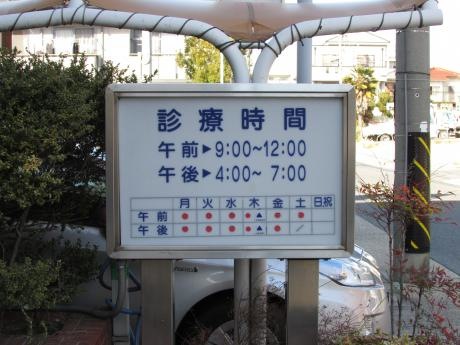 診療時間
午前▶9:00~12:00
午後▶4:00~ 7:00
月 火 水 木 金 土 日祝
午前 ● ● ● ●▲ ● ●
午後 ● ● ● ●▲ ● /